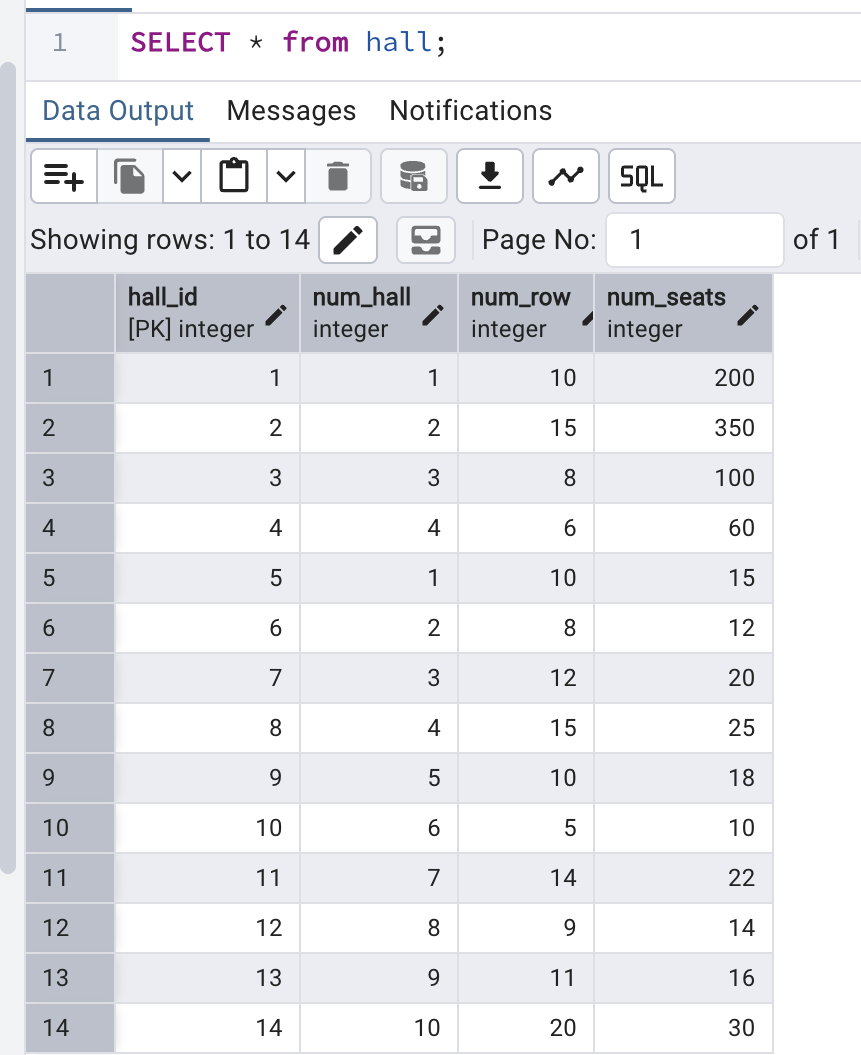 1 SELECT * from hall;
Data Output Messages Notifications
SQL
Showing rows: 1 to 14 Page No: 1 of 1
hall_id num_hall num_row num_seats
[PK] integer integer integer integer
1 1 1 10 200
2 2 2 15 350
3 3 3 8 100
4 4 4 6 60
5 5 1 10 15
6 6 2 8 12
7 7 3 12 20
8 8 4 15 25
9 9 5 10 18
10 10 6 5 10
11 11 7 14 22
12 12 8 9 14
13 13 9 11 16
14 14 10 20 30